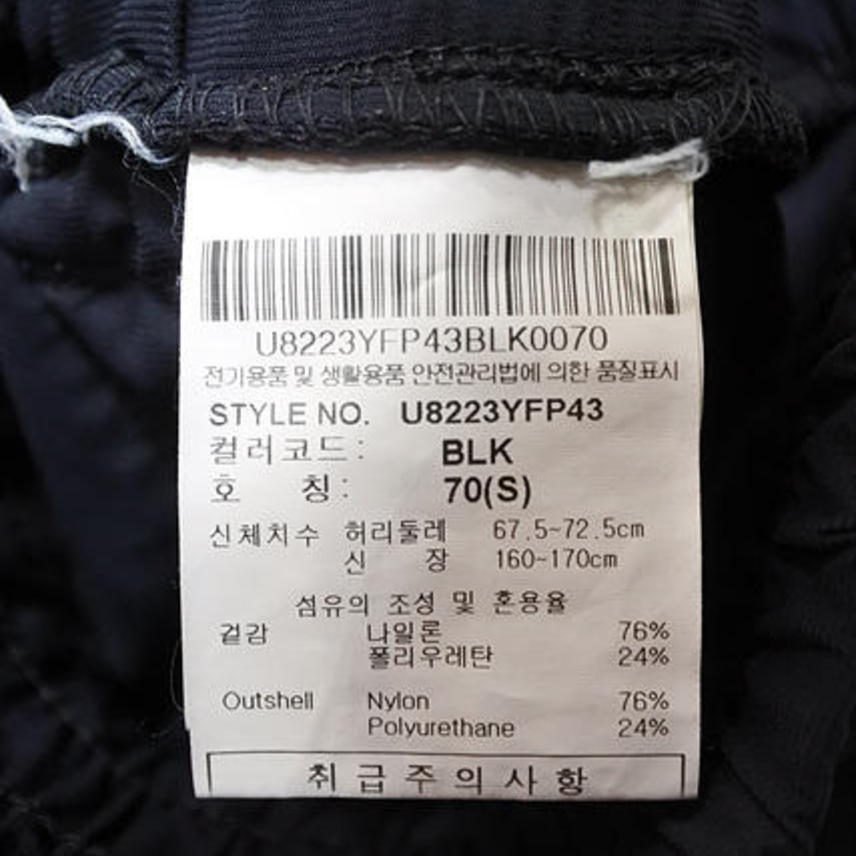 U8223YFP43BLK0070
전기용품 및 생활용품 안전관리법에 의한 품질표시
STYLE NO. U8223YFP43
컬러코드: BLK
호 칭: 70(S)
신체치수 허리둘레 67.5~72.5cm
신 장 160~170cm
섬유의 조성 및 혼용율
겉감 나일론 76%
폴리우레탄 24%
Outshell Nylon 76%
Polyurethane 24%
취급주의사항